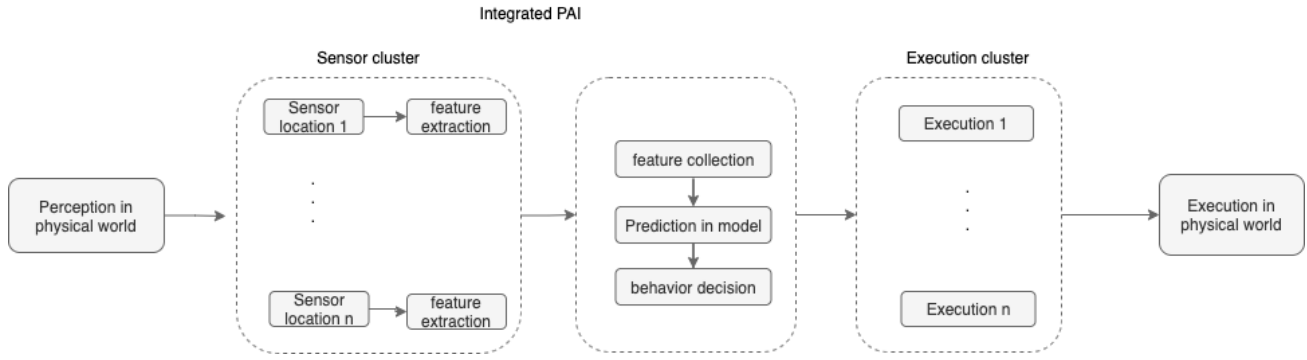 Integrated PAI
Sensor cluster
Execution cluster
Perception in
physical world
Sensor
location 1
feature
extraction
.
.
.
Sensor
location n
feature
extraction
feature collection
Prediction in model
behavior decision
Execution 1
.
.
.
Execution n
Execution in
physical world